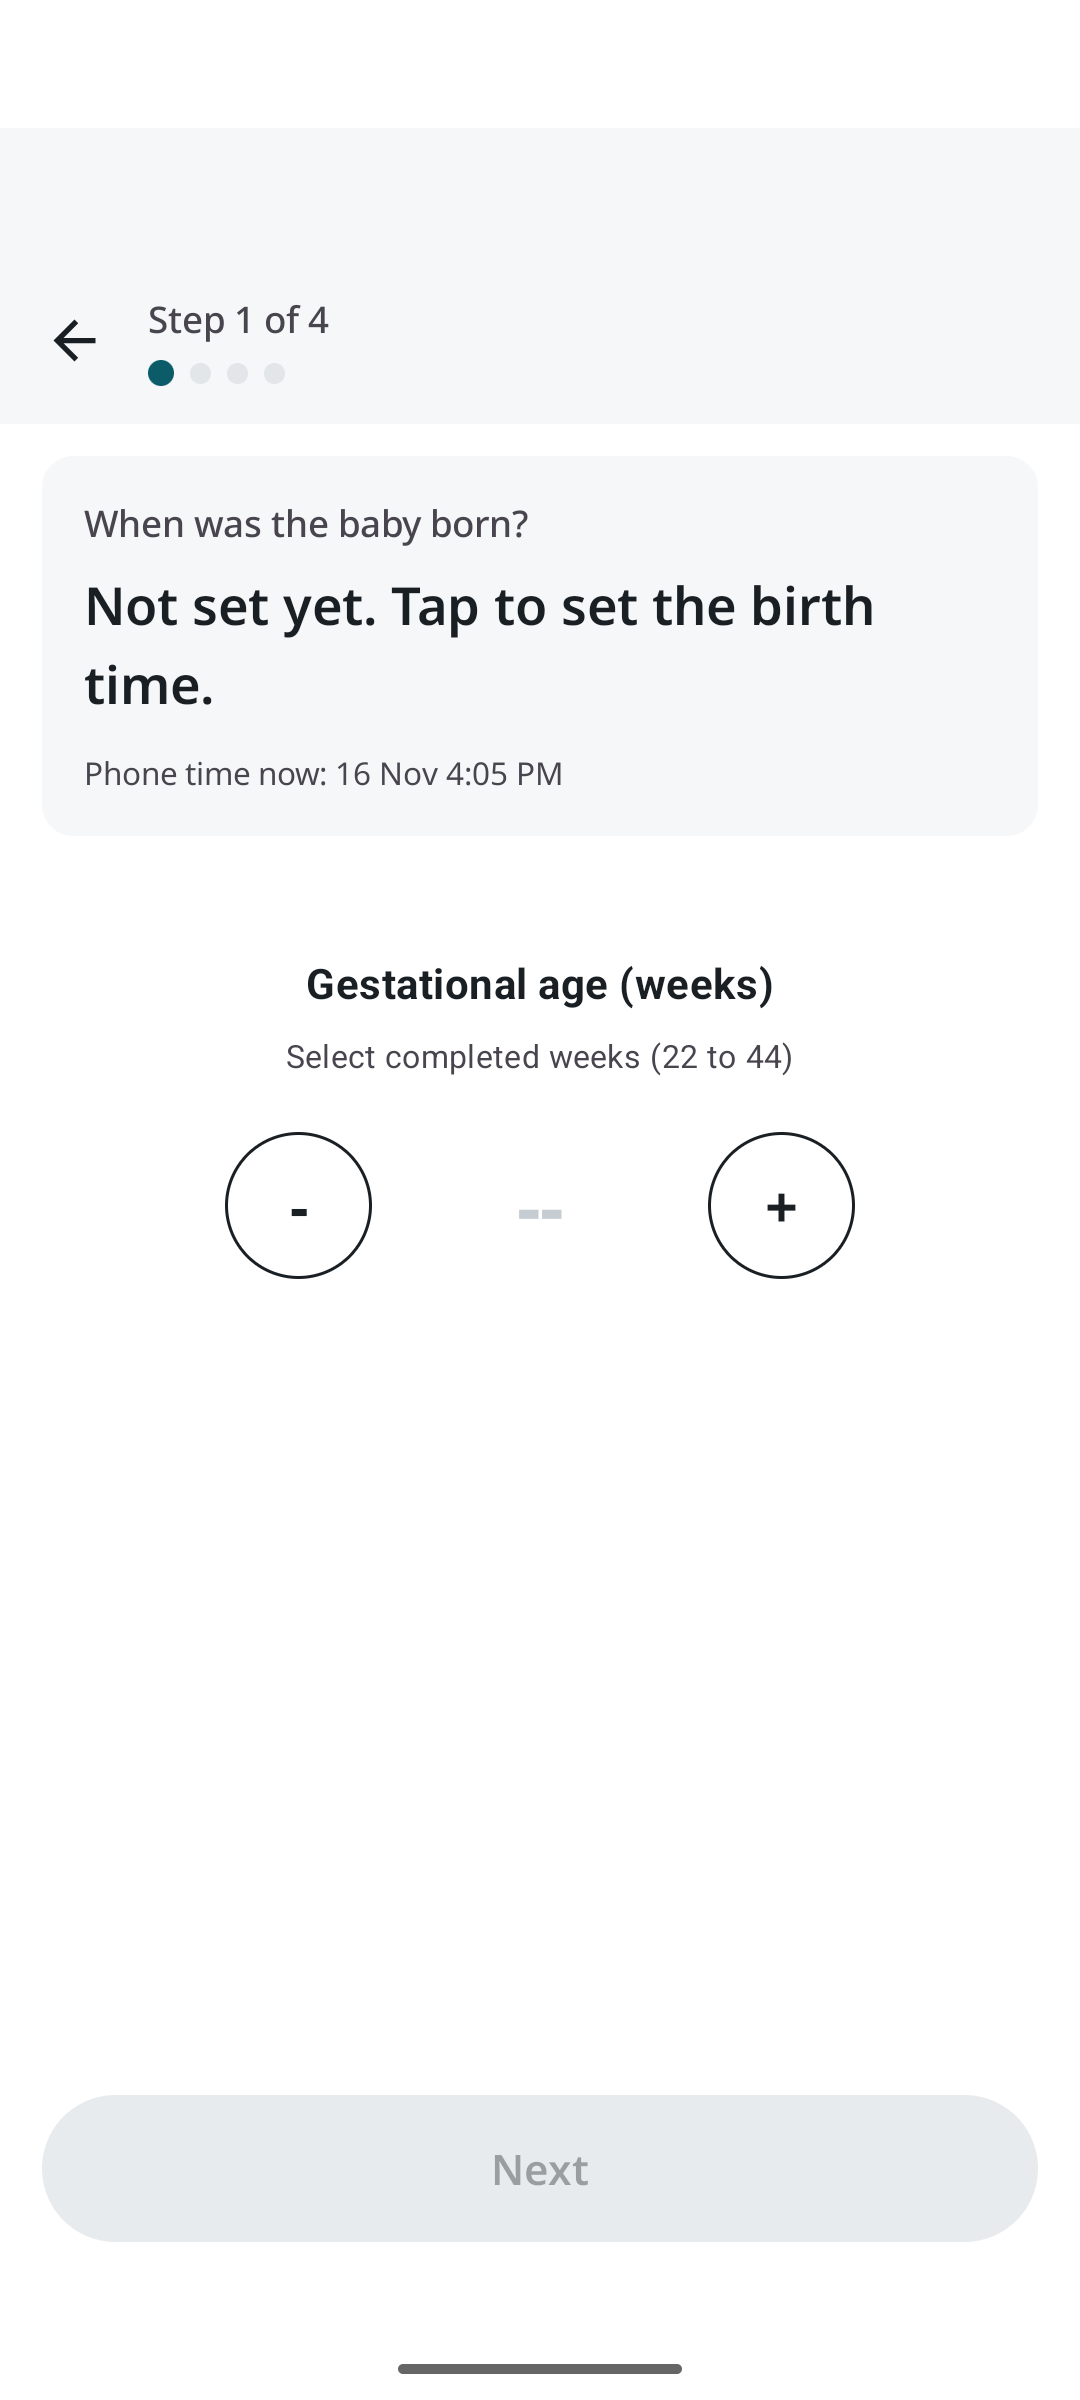 Step 1 of 4
When was the baby born?
Not set yet. Tap to set the birth
time.
Phone time now: 16 Nov 4:05 PM
Gestational age (weeks)
Select completed weeks (22 to 44)
- -- +
Next